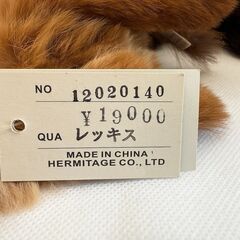 NO 12020140
¥19000
QUA レッキス
MADE IN CHINA
HERMITAGE CO., LTD